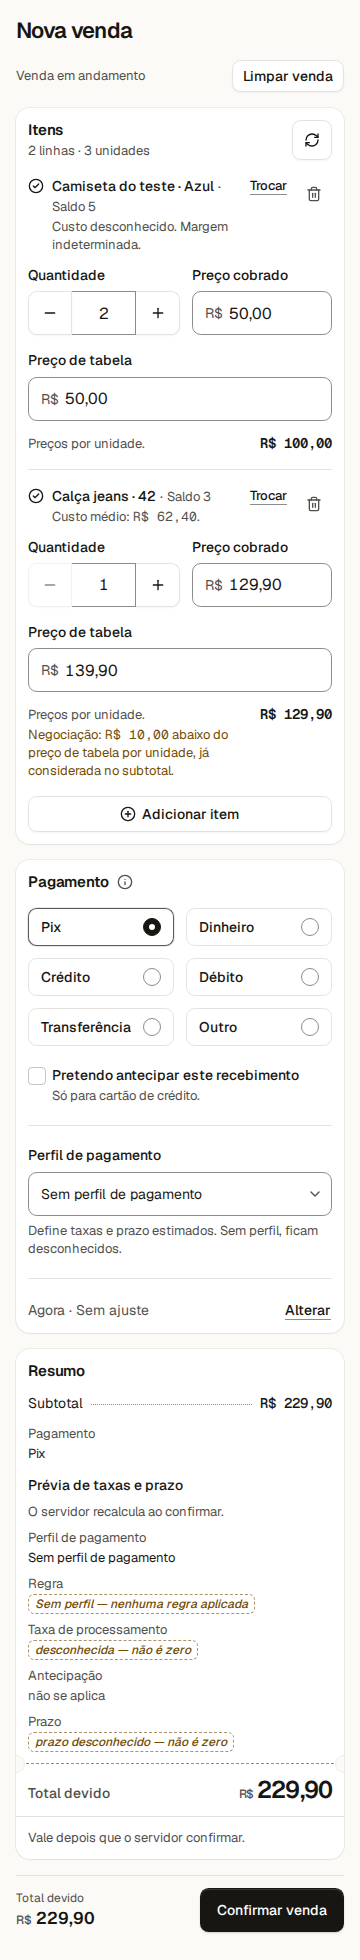 Nova venda
Venda em andamento
Limpar venda
Itens
2 linhas · 3 unidades
Camiseta do teste · Azul ·
Saldo 5
Trocar
Custo desconhecido. Margem
indeterminada.
Quantidade
Preço cobrado
− 2 +
R$ 50,00
Preço de tabela
R$ 50,00
Preços por unidade.
R$ 100,00
Calça jeans · 42 · Saldo 3
Trocar
Custo médio: R$ 62,40.
Quantidade
Preço cobrado
− 1 +
R$ 129,90
Preço de tabela
R$ 139,90
Preços por unidade.
R$ 129,90
Negociação: R$ 10,00 abaixo do
preço de tabela por unidade, já
considerada no subtotal.
Adicionar item
Pagamento
Pix
Dinheiro
Crédito
Débito
Transferência
Outro
Pretendo antecipar este recebimento
Só para cartão de crédito.
Perfil de pagamento
Sem perfil de pagamento
Define taxas e prazo estimados. Sem perfil, ficam
desconhecidos.
Agora · Sem ajuste
Alterar
Resumo
Subtotal
R$ 229,90
Pagamento
Pix
Prévia de taxas e prazo
O servidor recalcula ao confirmar.
Perfil de pagamento
Sem perfil de pagamento
Regra
Sem perfil — nenhuma regra aplicada
Taxa de processamento
desconhecida — não é zero
Antecipação
não se aplica
Prazo
prazo desconhecido — não é zero
Total devido
R$ 229,90
Vale depois que o servidor confirmar.
Total devido
R$ 229,90
Confirmar venda